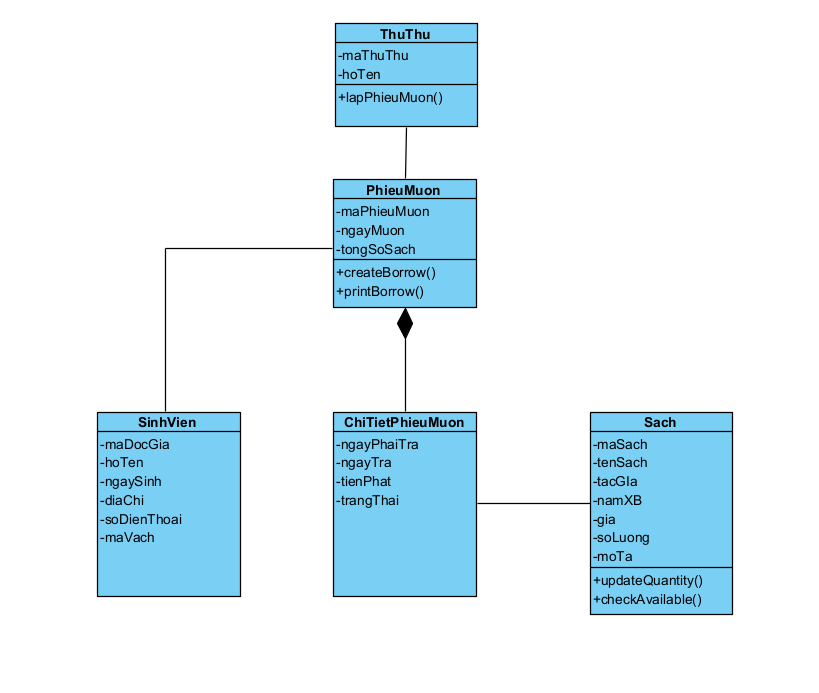 ThuThu
-maThuThu
-hoTen
+lapPhieuMuon()
PhieuMuon
-maPhieuMuon
-ngayMuon
-tongSoSach
+createBorrow()
+printBorrow()
SinhVien
-maDocGia
-hoTen
-ngaySinh
-diaChi
-soDienThoai
-maVach
ChiTietPhieuMuon
-ngayPhaiTra
-ngayTra
-tienPhat
-trangThai
Sach
-maSach
-tenSach
-tacGIa
-namXB
-gia
-soLuong
-moTa
+updateQuantity()
+checkAvailable()